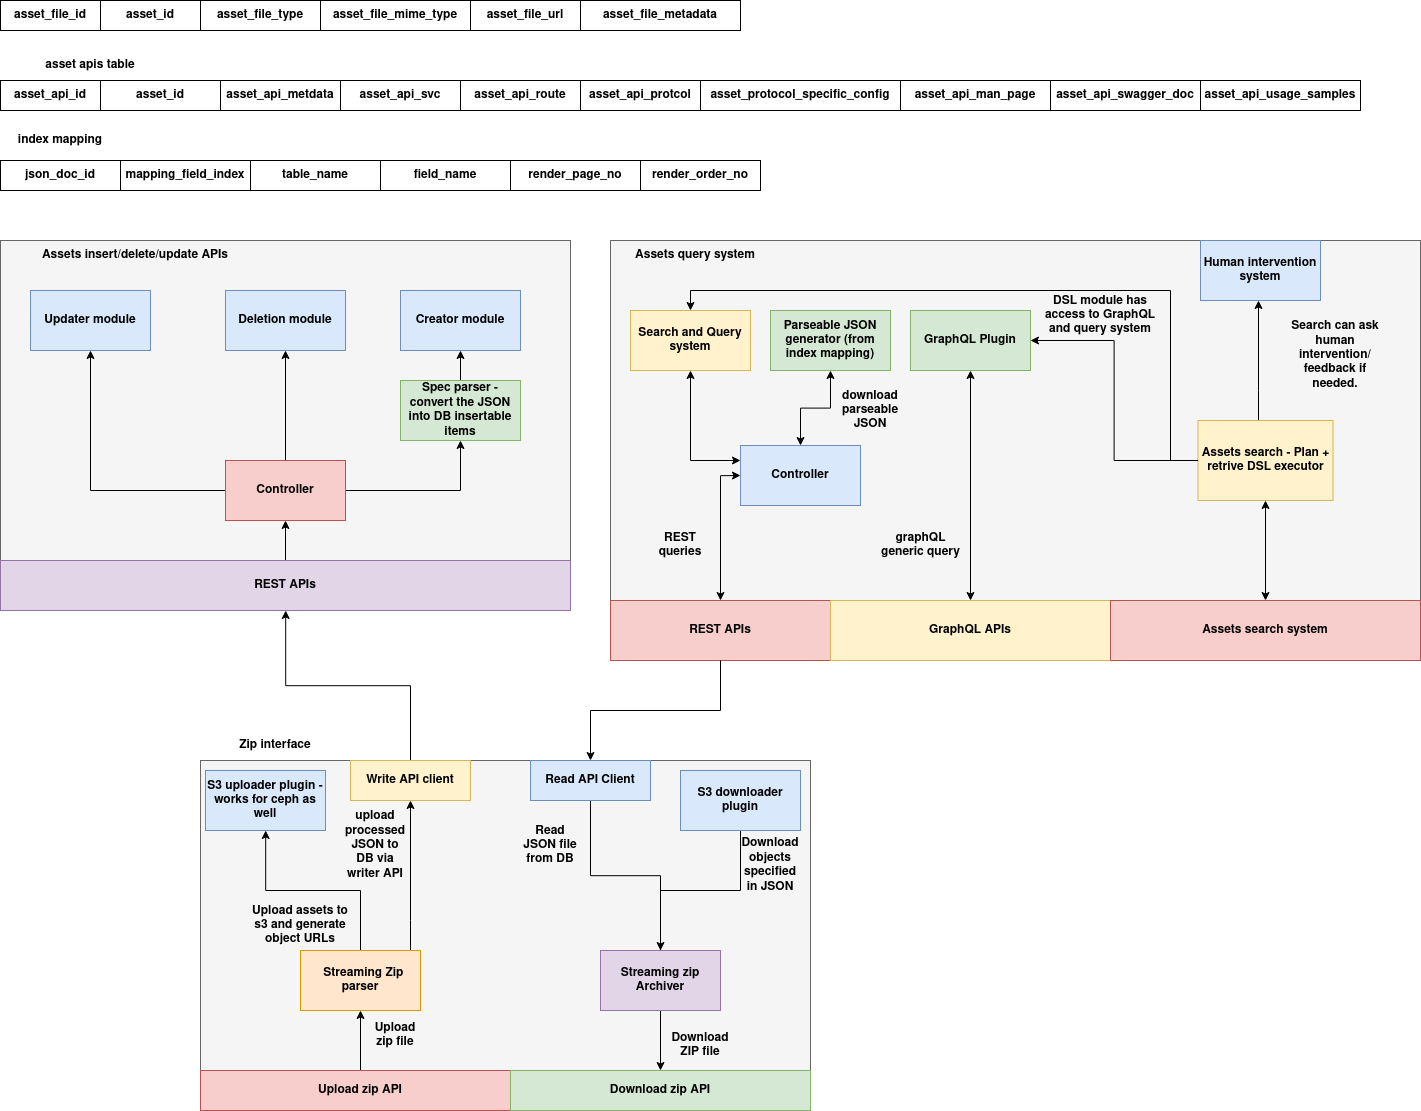 asset_file_id asset_id asset_file_type asset_file_mime_type asset_file_url asset_file_metadata
asset apis table
asset_api_id asset_id asset_api_metdata asset_api_svc asset_api_route asset_api_protcol asset_protocol_specific_config asset_api_man_page asset_api_swagger_doc asset_api_usage_samples
index mapping
json_doc_id mapping_field_index table_name field_name render_page_no render_order_no
Assets insert/delete/update APIs
Updater module
Deletion module
Creator module
Spec parser -
convert the JSON
into DB insertable
items
Controller
REST APIs
Assets query system
Human intervention
system
DSL module has
access to GraphQL
and query system
Search and Query
system
Parseable JSON
generator (from
index mapping)
GraphQL Plugin
Search can ask
human
intervention/
feedback if
needed.
download
parseable
JSON
Controller
Assets search - Plan +
retrive DSL executor
REST
queries
graphQL
generic query
REST APIs
GraphQL APIs
Assets search system
Zip interface
S3 uploader plugin -
works for ceph as
well
Write API client
Read API Client
S3 downloader
plugin
upload
processed
JSON to
DB via
writer API
Read
JSON file
from DB
Download
objects
specified
in JSON
Upload assets to
s3 and generate
object URLs
Streaming Zip
parser
Streaming zip
Archiver
Upload
zip file
Download
ZIP file
Upload zip API
Download zip API